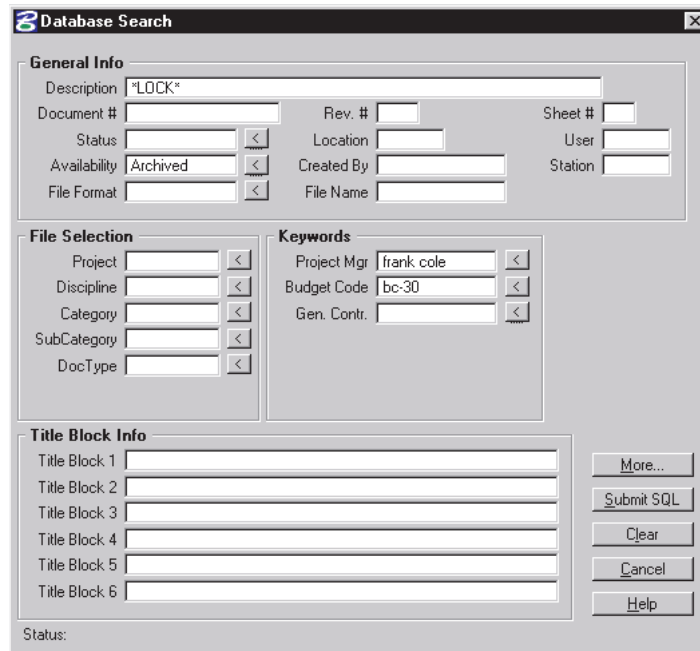 Database Search
General Info
Description *LOCK*
Document # Rev. # Sheet #
Status < Location User
Availability Archived < Created By Station
File Format < File Name
File Selection
Project <
Discipline <
Category <
SubCategory <
DocType <
Keywords
Project Mgr frank cole <
Budget Code bc-30 <
Gen. Contr. <
Title Block Info
Title Block 1
Title Block 2
Title Block 3
Title Block 4
Title Block 5
Title Block 6
More...
Submit SQL
Clear
Cancel
Help
Status: